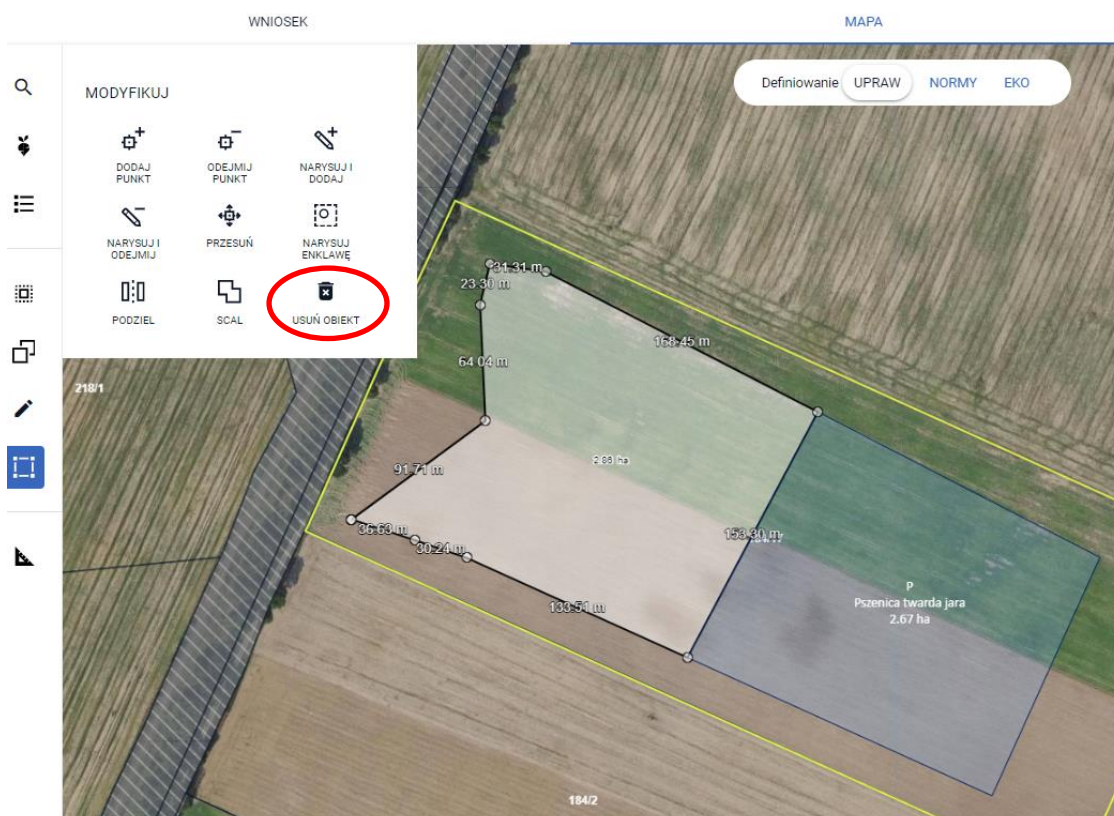 WNIOSEK
MAPA
MODYFIKUJ
DODAJ
PUNKT
ODEJMIJ
PUNKT
NARYSUJ I
DODAJ
NARYSUJ I
ODEJMIJ
PRZESUŃ
NARYSUJ
ENKLAWĘ
PODZIEL
SCAL
USUŃ OBIEKT
Definiowanie
UPRAW
NORMY
EKO
31.31 m
23.30 m
168.45 m
64.04 m
218/1
2.86 ha
91.71 m
36.63 m
30.24 m
153.30 m
133.51 m
P
Pszenica twarda jara
2.67 ha
184/2